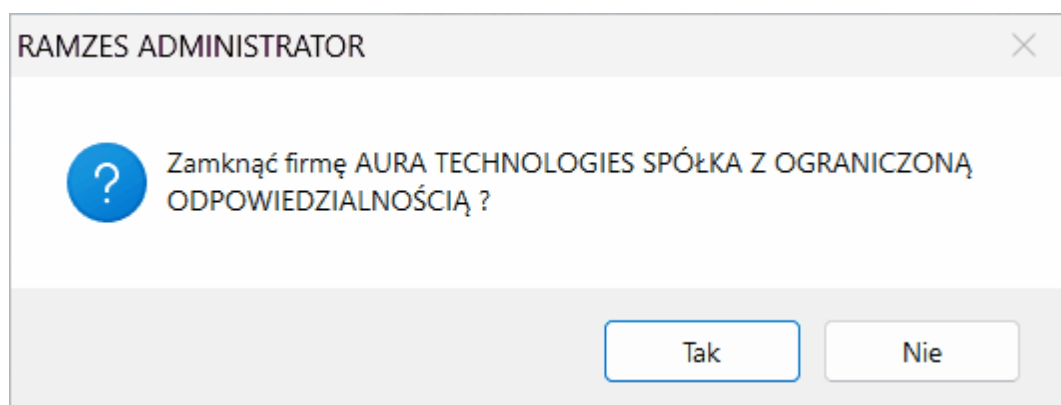 RAMZES ADMINISTRATOR
Zamknąć firmę AURA TECHNOLOGIES SPÓŁKA Z OGRANICZONĄ
ODPOWIEDZIALNOŚCIĄ ?
Tak
Nie